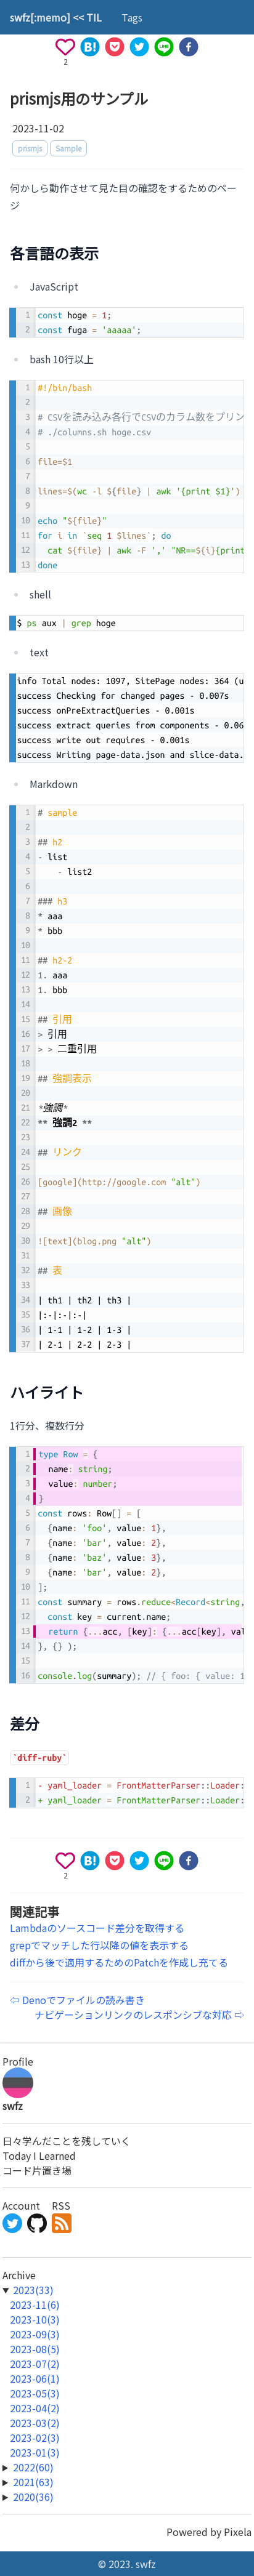 swfz[:memo] << TIL Tags
2
prismjs用のサンプル
2023-11-02
prismjs Sample
何かしら動作させて見た目の確認をするためのペー
ジ
各言語の表示
JavaScript
1 const hoge = 1;
2 const fuga = 'aaaaa';
bash 10行以上
1 #!/bin/bash
2
3 # CSVを読み込み各行でCSVのカラム数をプリン
4 # ./columns.sh hoge.csv
5
6 file=$1
7
8 lines=$(wc -l ${file} | awk '{print $1}')
9
10 echo "${file}"
11 for i in `seq 1 $lines`; do
12 cat ${file} | awk -F ',' "NR==${i}{print
13 done
shell
$ ps aux | grep hoge
text
info Total nodes: 1097, SitePage nodes: 364 (u
success Checking for changed pages - 0.007s
success onPreExtractQueries - 0.001s
success extract queries from components - 0.06
success write out requires - 0.001s
success Writing page-data.json and slice-data.
Markdown
1 # sample
2
3 ## h2
4 - list
5 - list2
6
7 ### h3
8 * aaa
9 * bbb
10
11 ## h2-2
12 1. aaa
13 1. bbb
14
15 ## 引用
16 > 引用
17 > > 二重引用
18
19 ## 強調表示
20
21 *強調*
22 ** 強調2 **
23
24 ## リンク
25
26 [google](http://google.com "alt")
27
28 ## 画像
29
30 ![text](blog.png "alt")
31
32 ## 表
33
34 | th1 | th2 | th3 |
35 |:-|:-|:-|
36 | 1-1 | 1-2 | 1-3 |
37 | 2-1 | 2-2 | 2-3 |
ハイライト
1行分、複数行分
1 type Row = {
2 name: string;
3 value: number;
4 }
5 const rows: Row[] = [
6 {name: 'foo', value: 1},
7 {name: 'bar', value: 2},
8 {name: 'baz', value: 3},
9 {name: 'bar', value: 2},
10 ];
11 const summary = rows.reduce<Record<string,
12 const key = current.name;
13 return {...acc, [key]: {...acc[key], val
14 }, {} );
15
16 console.log(summary); // { foo: { value: 1
差分
`diff-ruby`
1 - yaml_loader = FrontMatterParser::Loader:
2 + yaml_loader = FrontMatterParser::Loader:
2
関連記事
Lambdaのソースコード差分を取得する
grepでマッチした行以降の値を表示する
diffから後で適用するためのPatchを作成し充てる
⇦ Denoでファイルの読み書き
ナビゲーションリンクのレスポンシブな対応 ⇨
Profile
swfz
日々学んだことを残していく
Today I Learned
コード片置き場
Account RSS
Archive
▼ 2023(33)
2023-11(6)
2023-10(3)
2023-09(3)
2023-08(5)
2023-07(2)
2023-06(1)
2023-05(3)
2023-04(2)
2023-03(2)
2023-02(3)
2023-01(3)
▶ 2022(60)
▶ 2021(63)
▶ 2020(36)
Powered by Pixela
© 2023. swfz